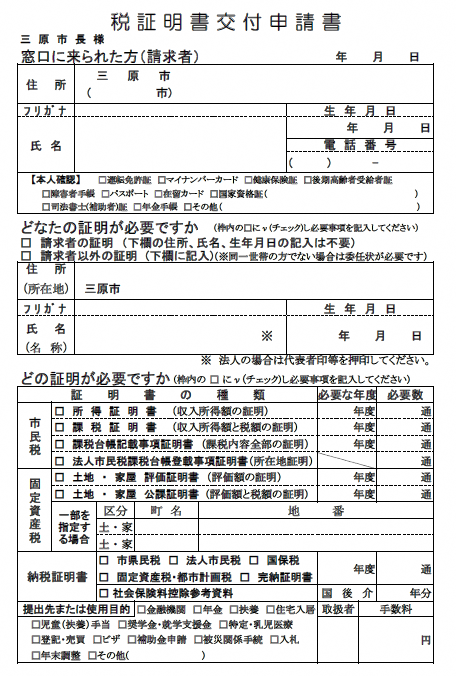 税証明書交付申請書
三原市長様
窓口に来られた方（請求者） 年 月 日
住所 三原市
（ 市）
フリガナ 生年月日
氏名 年 月 日
電話番号
（ ） －
【本人確認】 □運転免許証 □マイナンバーカード □健康保険証 □後期高齢者受給者証
□障害者手帳 □パスポート □在留カード □国家資格証（ ）
□司法書士（補助者）証 □年金手帳 □その他（ ）
どなたの証明が必要ですか （枠内の□にν（チェック）し必要事項を記入してください）
□ 請求者の証明 （下欄の住所、氏名、生年月日の記入は不要）
□ 請求者以外の証明 （下欄に記入）（※同一世帯の方でない場合は委任状が必要です）
住所
（所在地） 三原市
フリガナ 生年月日
氏名
（名称） ※ 年 月 日
※ 法人の場合は代表者印等を押印してください。
どの証明が必要ですか （枠内の □ にν（チェック）し必要事項を記入してください）
証明書の種類 必要な年度 必要数
市民税
□ 所得証明書 （収入所得額の証明） 年度 通
□ 課税証明書 （収入所得額と税額の証明） 年度 通
□ 課税台帳記載事項証明書 （課税内容全部の証明） 年度 通
□ 法人市民税課税台帳登載事項証明書（所在地証明） 通
固定資産税
□ 土地・家屋 評価証明書 （評価額の証明） 年度 通
□ 土地・家屋 公課証明書 （評価額と税額の証明） 年度 通
一部を指定する場合 区分 町名 地番
土・家
土・家
納税証明書
□ 市県民税 □ 法人市民税 □ 国保税
□ 固定資産税・都市計画税 □ 完納証明書 年度 通
□ 社会保険料控除参考資料 国 後 介 年分
提出先または使用目的 □金融機関 □年金 □扶養 □住宅入居 取扱者 手数料
□児童（扶養）手当 □奨学金・就学支援金 □特定・乳児医療
□登記・売買 □ビザ □補助金申請 □被災関係手続 □入札 円
□年末調整 □その他（ ）